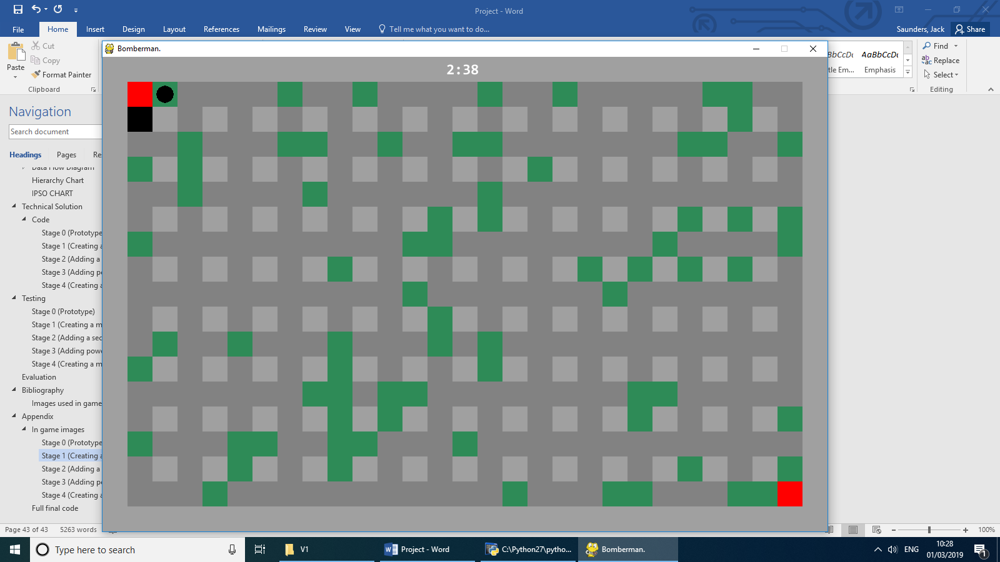 Project - Word
File Home Insert Design Layout References Mailings Review View Tell me what you want to do... Saunders, Jack Share
Paste
Cut
Copy
Format Painter
Clipboard
BbCcDc AaBbCcDc
tle Em... Emphasis
Find
Replace
Select
Editing
Bomberman.
2:38
Navigation
Search document
Headings Pages Re
Data Flow Diagram
Hierarchy Chart
IPSO CHART
Technical Solution
Code
Stage 0 (Prototype
Stage 1 (Creating a
Stage 2 (Adding a
Stage 3 (Adding po
Stage 4 (Creating a
Testing
Stage 0 (Prototype)
Stage 1 (Creating a m
Stage 2 (Adding a sec
Stage 3 (Adding powe
Stage 4 (Creating a m
Evaluation
Bibliography
Images used in game
Appendix
In game images
Stage 0 (Prototype
Stage 1 (Creating a
Stage 2 (Adding a
Stage 3 (Adding po
Stage 4 (Creating a
Full final code
Page 43 of 43 5263 words
100%
Type here to search
V1
Project - Word
C:\Python27\pytho...
Bomberman.
ENG
10:28
01/03/2019
1